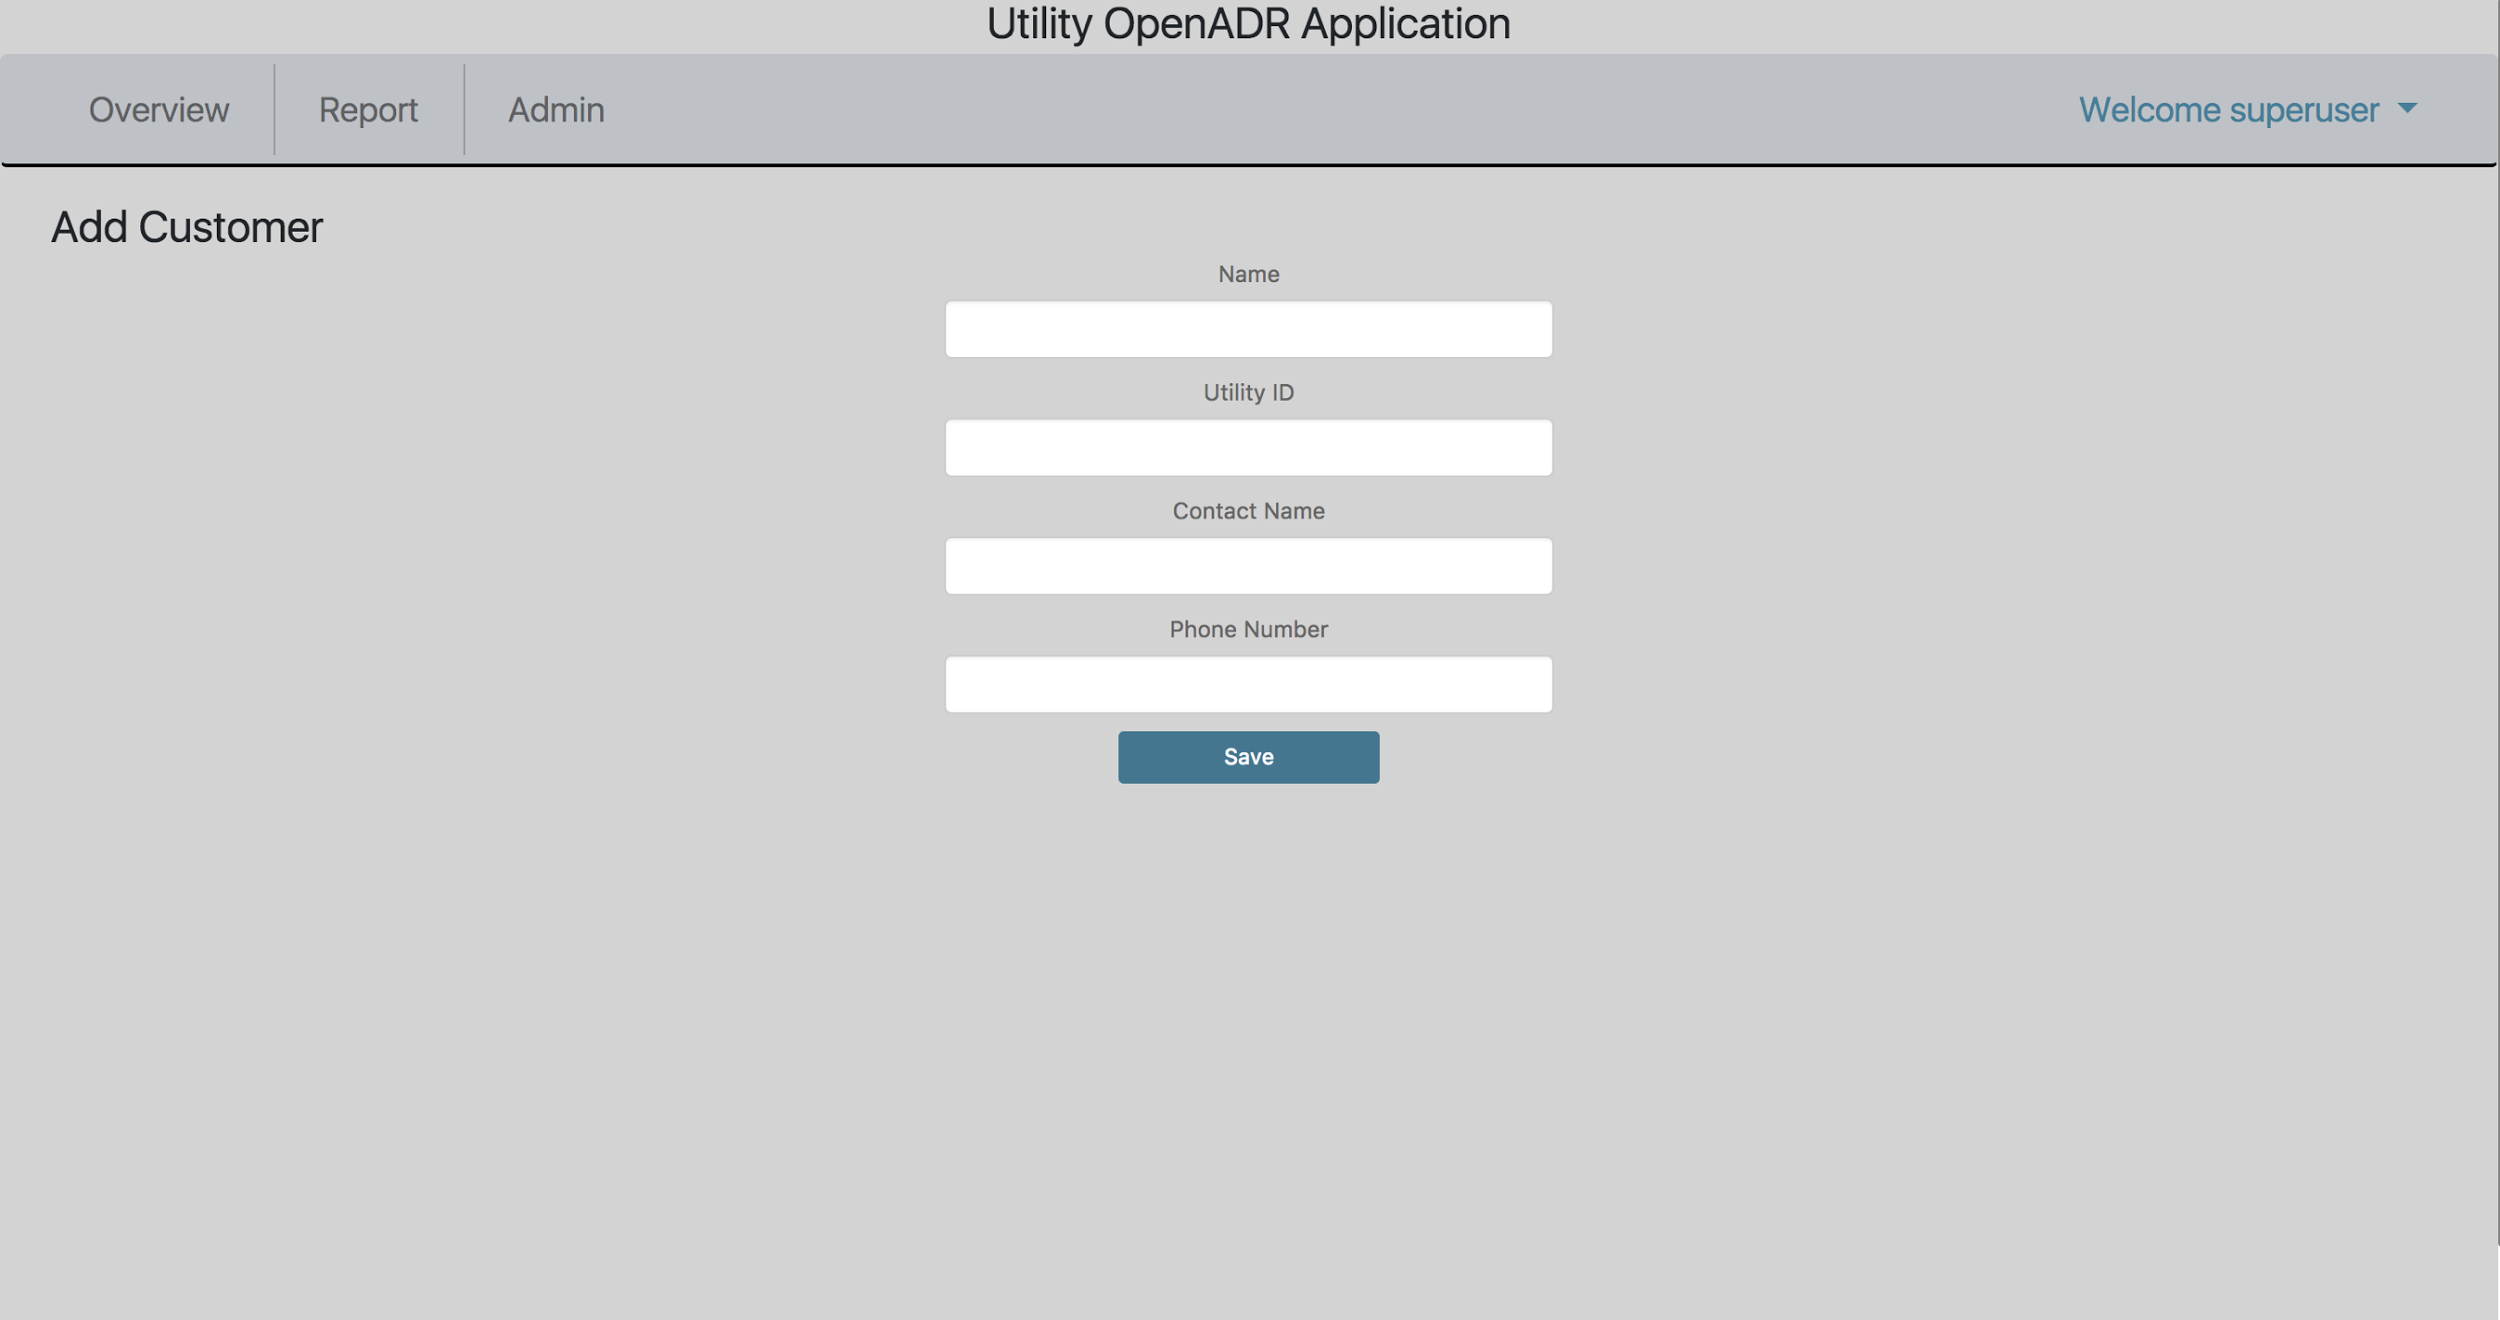 Utility OpenADR Application
Overview
Report
Admin
Welcome superuser
Add Customer
Name
Utility ID
Contact Name
Phone Number
Save